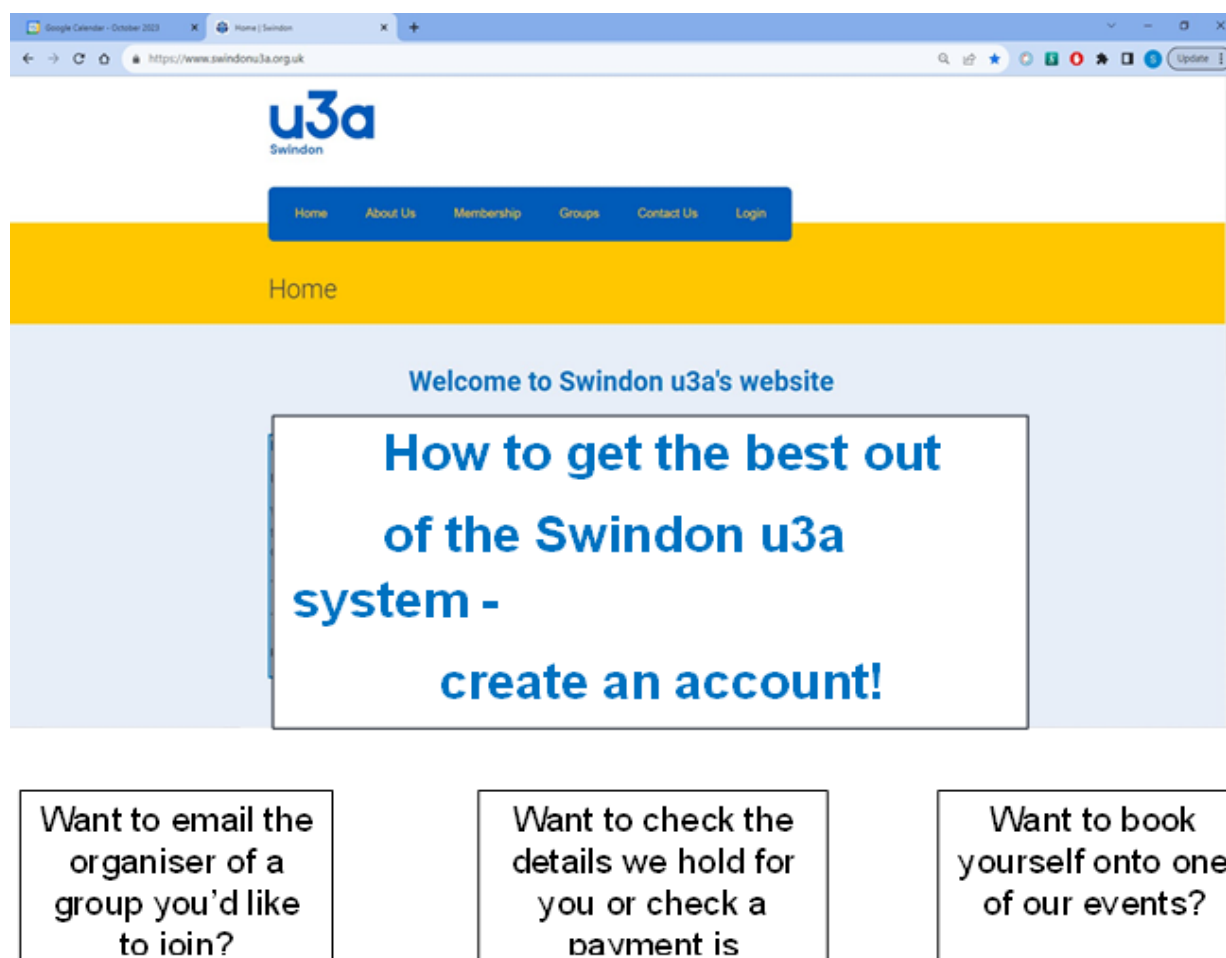 Google Calendar - October 2023
Home | Swindon
https://www.swindonu3a.org.uk
Update
u3a
Swindon
Home About Us Membership Groups Contact Us Login
Home
Welcome to Swindon u3a's website
How to get the best out
of the Swindon u3a
system -
create an account!
Want to email the
organiser of a
group you'd like
to join?
Want to check the
details we hold for
you or check a
payment is
Want to book
yourself onto one
of our events?